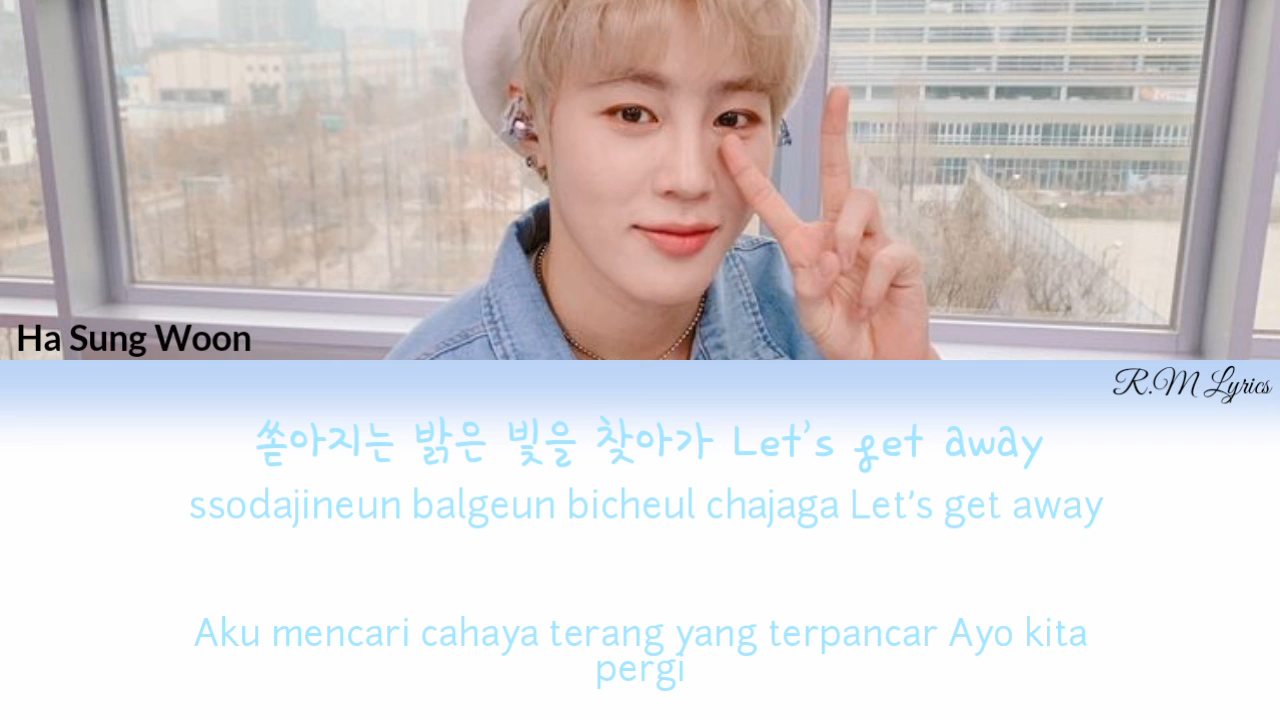 Ha Sung Woon
R.M Lyrics
쏟아지는 밝은 빛을 찾아가 Let's get away
ssodajineun balgeun bicheul chajaga Let's get away
Aku mencari cahaya terang yang terpancar Ayo kita
pergi